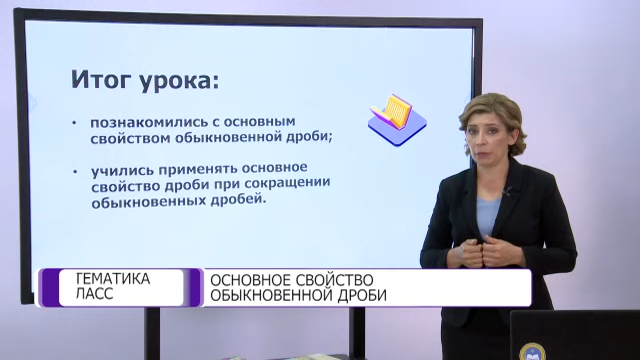 Итог урока:
• познакомились с основным
свойством обыкновенной дроби;
• учились применять основное
свойство дроби при сокращении
обыкновенных дробей.
ГЕМАТИКА
ЛАСС
ОСНОВНОЕ СВОЙСТВО
ОБЫКНОВЕННОЙ ДРОБИ